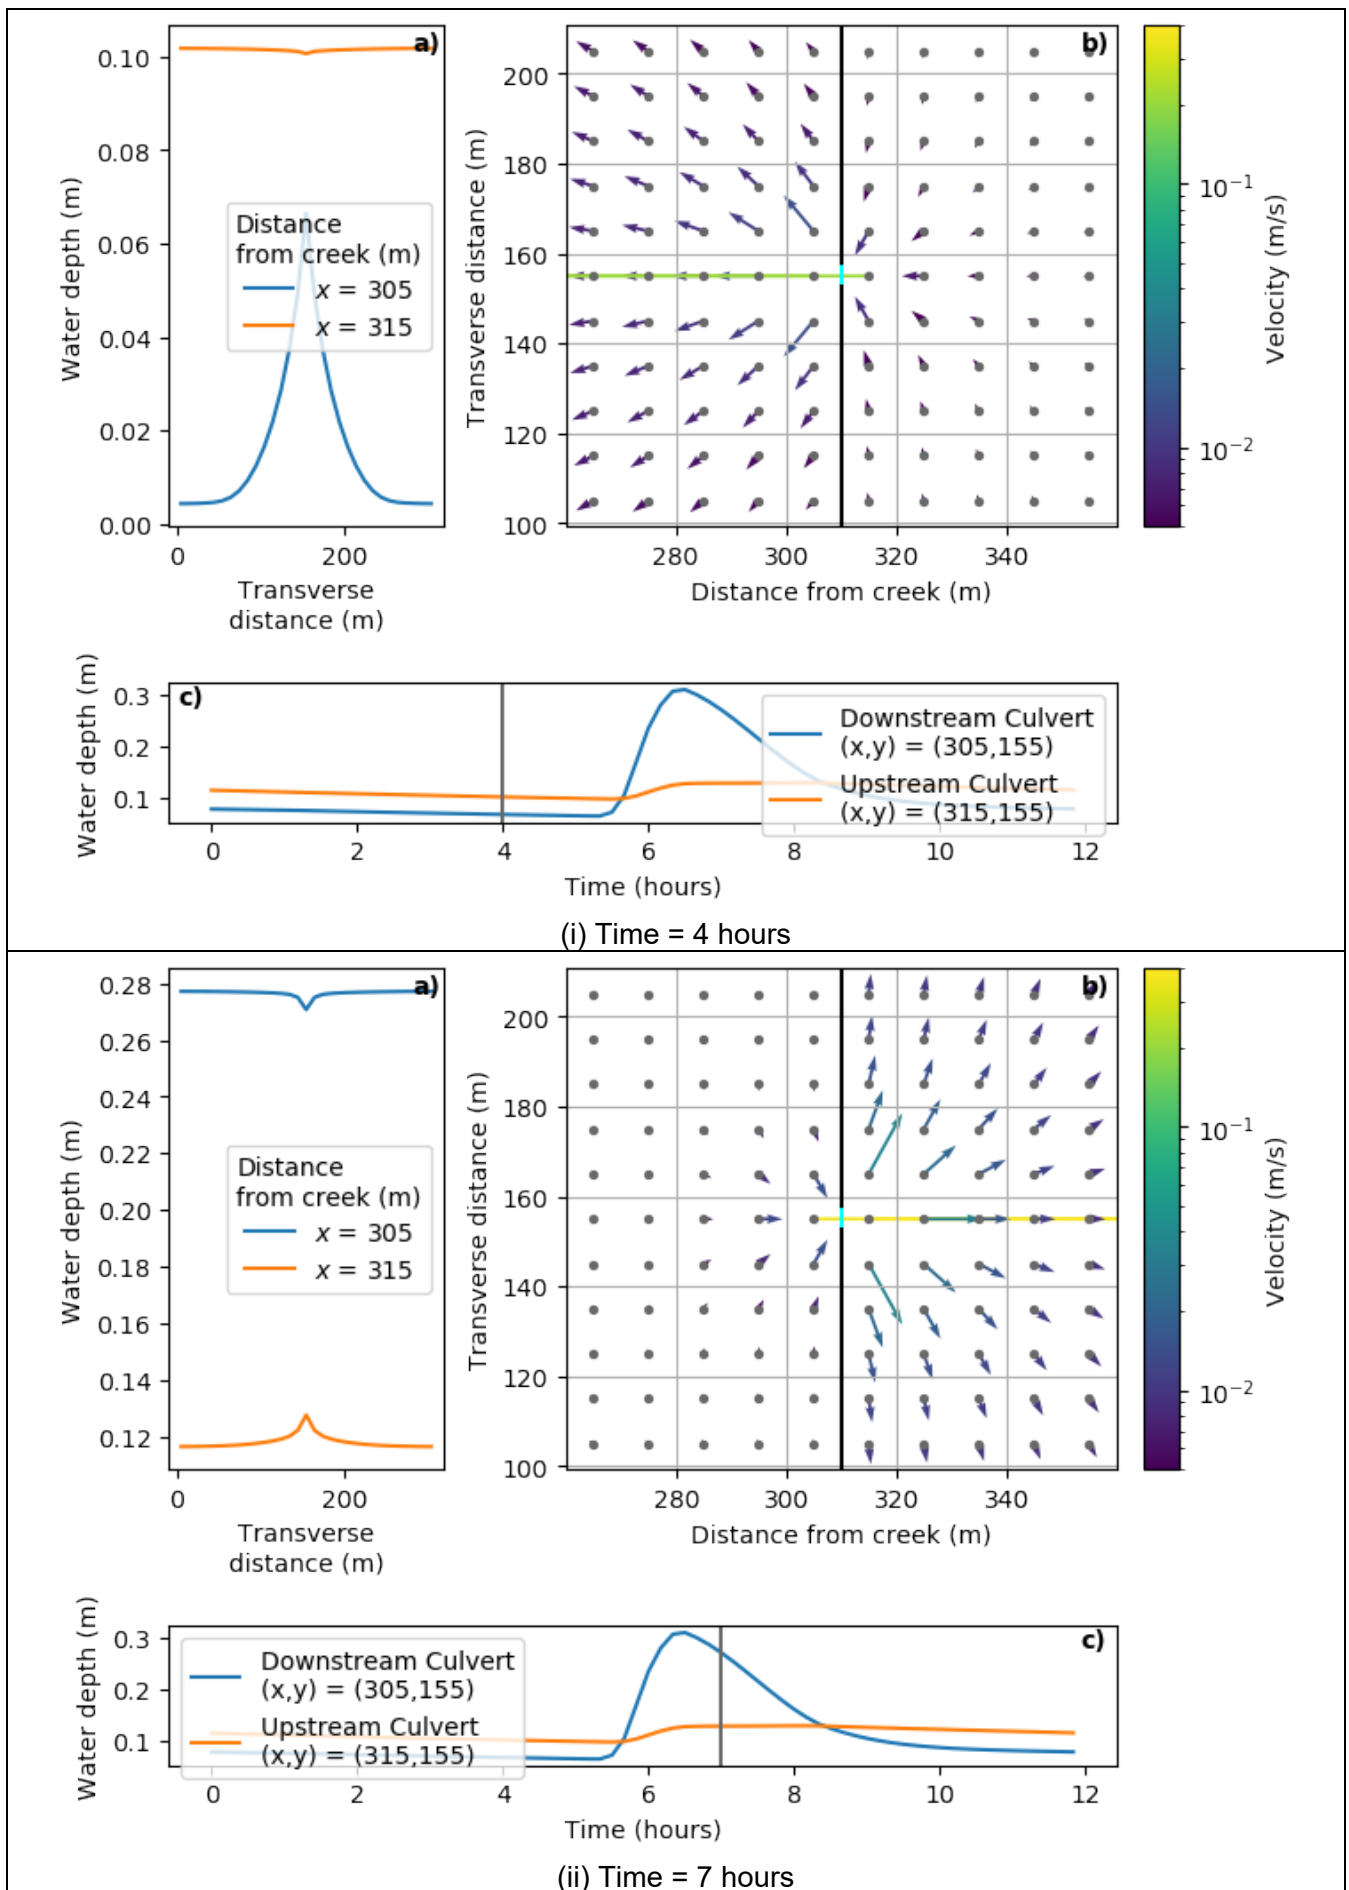 a)
0.10
0.08
0.06
0.04
0.02
0.00
Water depth (m)
Distance
from creek (m)
x = 305
x = 315
0 200
Transverse
distance (m)
b)
200
180
160
140
120
100
Transverse distance (m)
280 300 320 340
Distance from creek (m)
10⁻¹
10⁻²
Velocity (m/s)
c)
0.3
0.2
0.1
Water depth (m)
Downstream Culvert
(x,y) = (305,155)
Upstream Culvert
(x,y) = (315,155)
0 2 4 6 8 10 12
Time (hours)
(i) Time = 4 hours
a)
0.28
0.26
0.24
0.22
0.20
0.18
0.16
0.14
0.12
Water depth (m)
Distance
from creek (m)
x = 305
x = 315
0 200
Transverse
distance (m)
b)
200
180
160
140
120
100
Transverse distance (m)
280 300 320 340
Distance from creek (m)
10⁻¹
10⁻²
Velocity (m/s)
c)
0.3
0.2
0.1
Water depth (m)
Downstream Culvert
(x,y) = (305,155)
Upstream Culvert
(x,y) = (315,155)
0 2 4 6 8 10 12
Time (hours)
(ii) Time = 7 hours